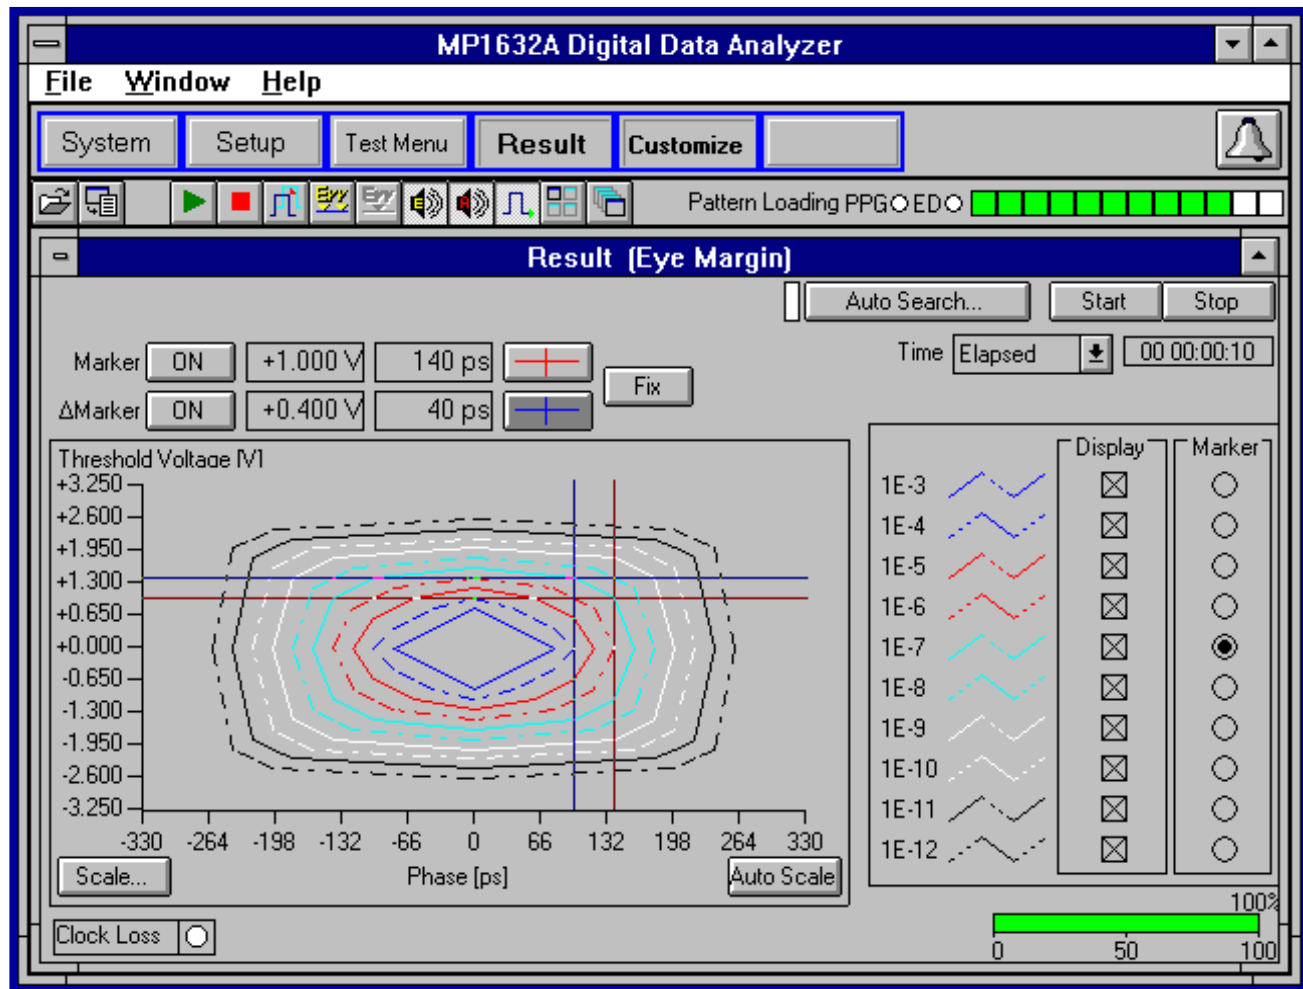 MP1632A Digital Data Analyzer
File Window Help
System Setup Test Menu Result Customize
Pattern Loading PPG ED
Result (Eye Margin)
Auto Search... Start Stop
Time Elapsed 00 00:00:10
Marker ON +1.000 V 140 ps
Fix
ΔMarker ON +0.400 V 40 ps
Threshold Voltage [V]
+3.250
+2.600
+1.950
+1.300
+0.650
+0.000
-0.650
-1.300
-1.950
-2.600
-3.250
-330 -264 -198 -132 -66 0 66 132 198 264 330
Scale... Phase [ps] Auto Scale
Display Marker
1E-3
1E-4
1E-5
1E-6
1E-7
1E-8
1E-9
1E-10
1E-11
1E-12
100%
Clock Loss
0 50 100